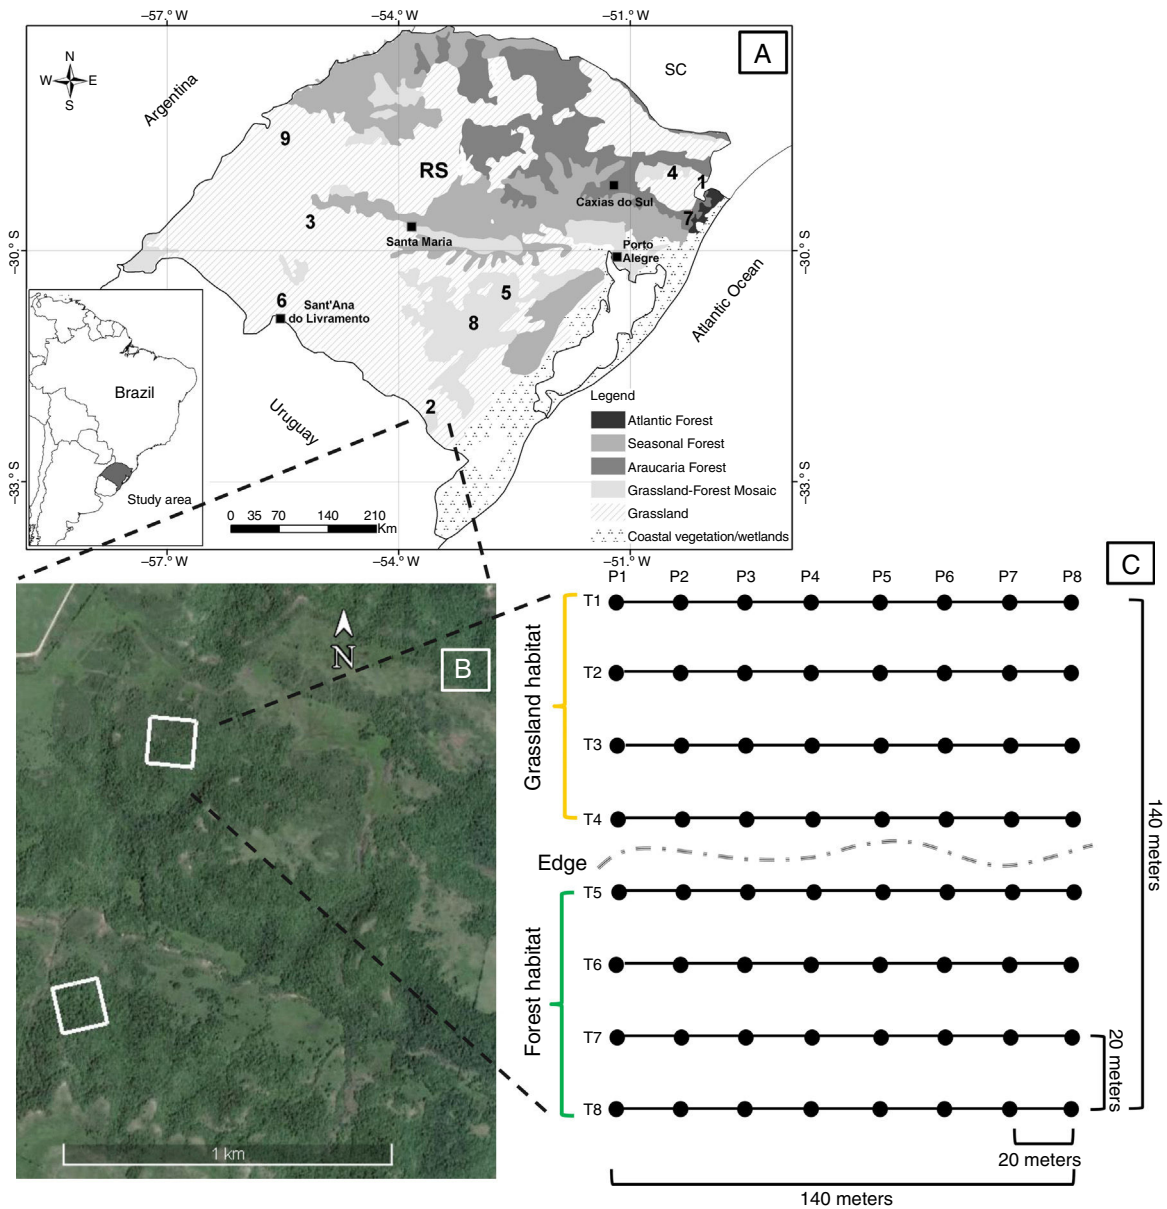 −57.° W
−54.° W
−51.° W
A
N
W E
S
Argentina
SC
9
RS
4
1
Caxias do Sul
7
3
Santa Maria
Porto
Alegre
−30.° S
−30.° S
6
Sant'Ana
do Livramento
5
8
Atlantic Ocean
Brazil
Study area
Uruguay
2
Legend
Atlantic Forest
Seasonal Forest
Araucaria Forest
Grassland-Forest Mosaic
Grassland
Coastal vegetation/wetlands
−33.° S
−33.° S
0 35 70 140 210
Km
−57.° W
−54.° W
−51.° W
B
N
1 km
C
P1 P2 P3 P4 P5 P6 P7 P8
T1
T2
T3
T4
Grassland habitat
Edge
T5
T6
T7
T8
Forest habitat
140 meters
20 meters
20 meters
140 meters